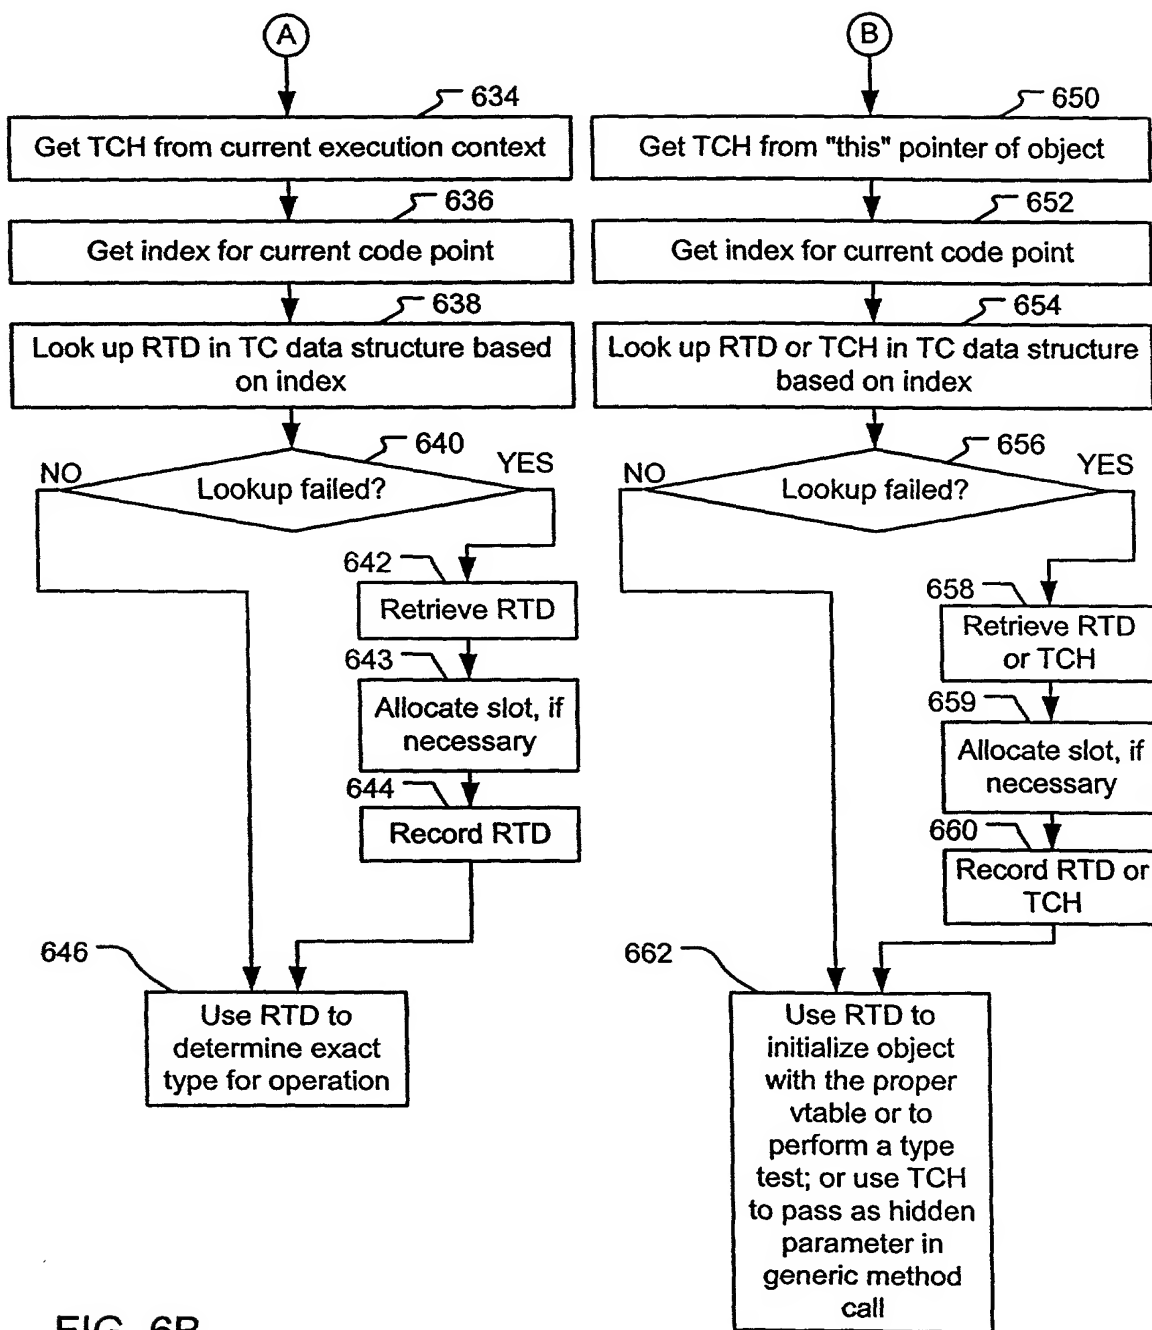 A
634
Get TCH from current execution context
636
Get index for current code point
638
Look up RTD in TC data structure based
on index
640
NO
YES
Lookup failed?
642
Retrieve RTD
643
Allocate slot, if
necessary
644
Record RTD
646
Use RTD to
determine exact
type for operation
B
650
Get TCH from "this" pointer of object
652
Get index for current code point
654
Look up RTD or TCH in TC data structure
based on index
656
NO
YES
Lookup failed?
658
Retrieve RTD
or TCH
659
Allocate slot, if
necessary
660
Record RTD or
TCH
662
Use RTD to
initialize object
with the proper
vtable or to
perform a type
test; or use TCH
to pass as hidden
parameter in
generic method
call
FIG. 6B